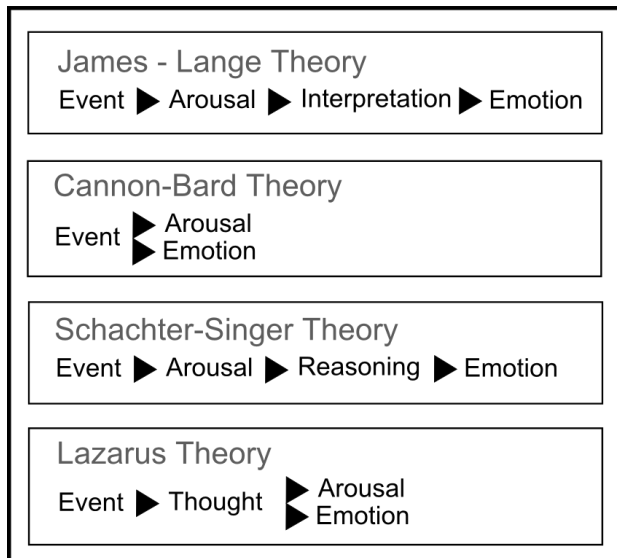 James - Lange Theory
Event ▶ Arousal ▶ Interpretation ▶ Emotion
Cannon-Bard Theory
Event ▶ Arousal
▶ Emotion
Schachter-Singer Theory
Event ▶ Arousal ▶ Reasoning ▶ Emotion
Lazarus Theory
Event ▶ Thought ▶ Arousal
▶ Emotion